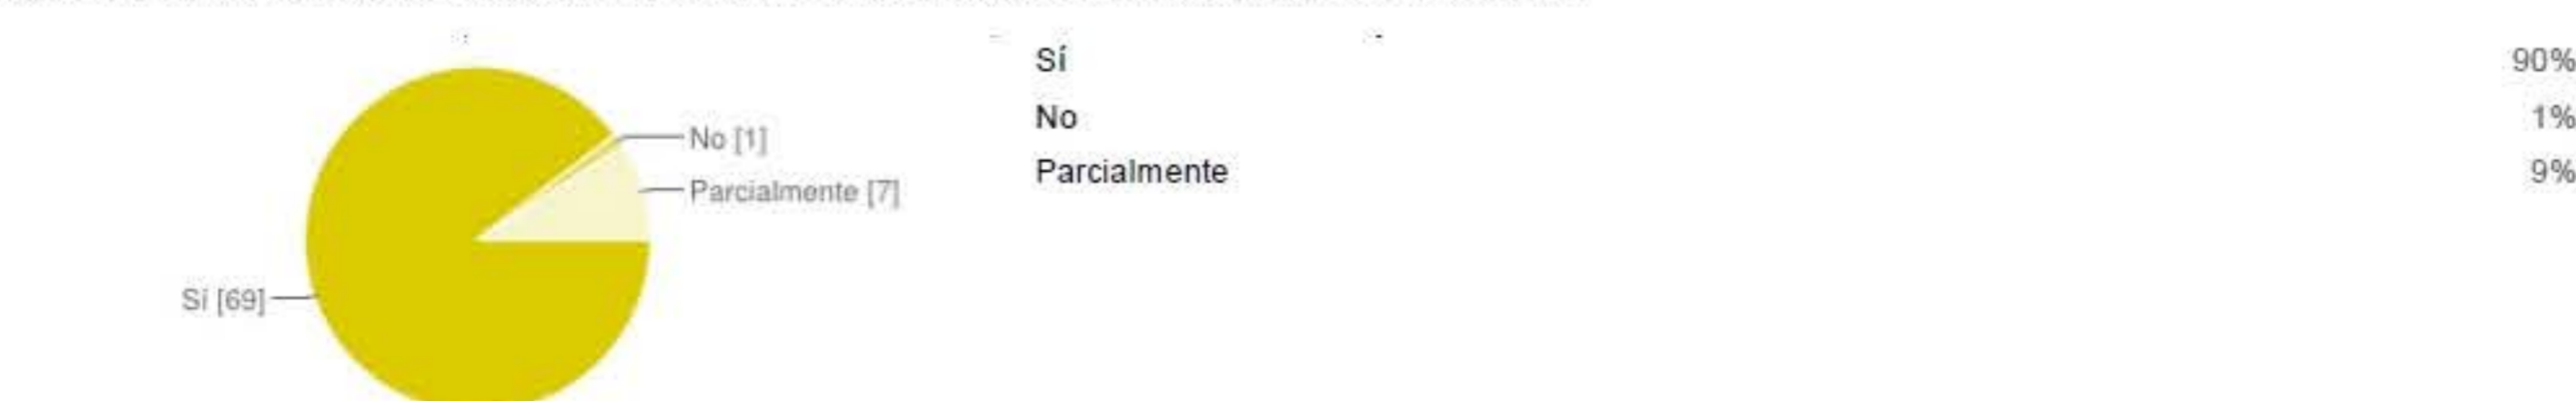 Sí 90%
No 1%
Parcialmente 9%
No [1]
Parcialmente [7]
Sí [69]